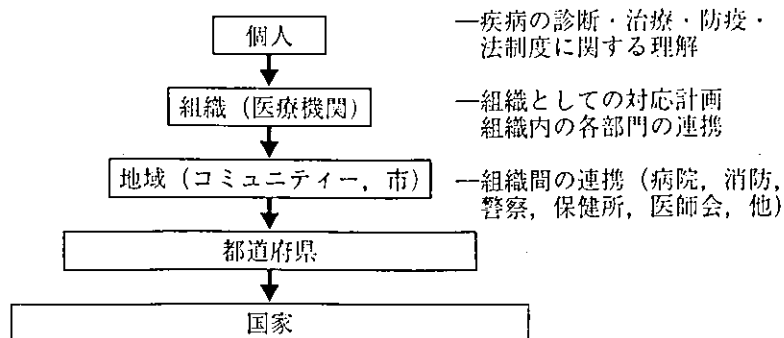 個人
―疾病の診断・治療・防疫・
法制度に関する理解
組織（医療機関）
―組織としての対応計画
組織内の各部門の連携
地域（コミュニティー，市）
―組織間の連携（病院，消防，
警察，保健所，医師会，他）
都道府県
国家